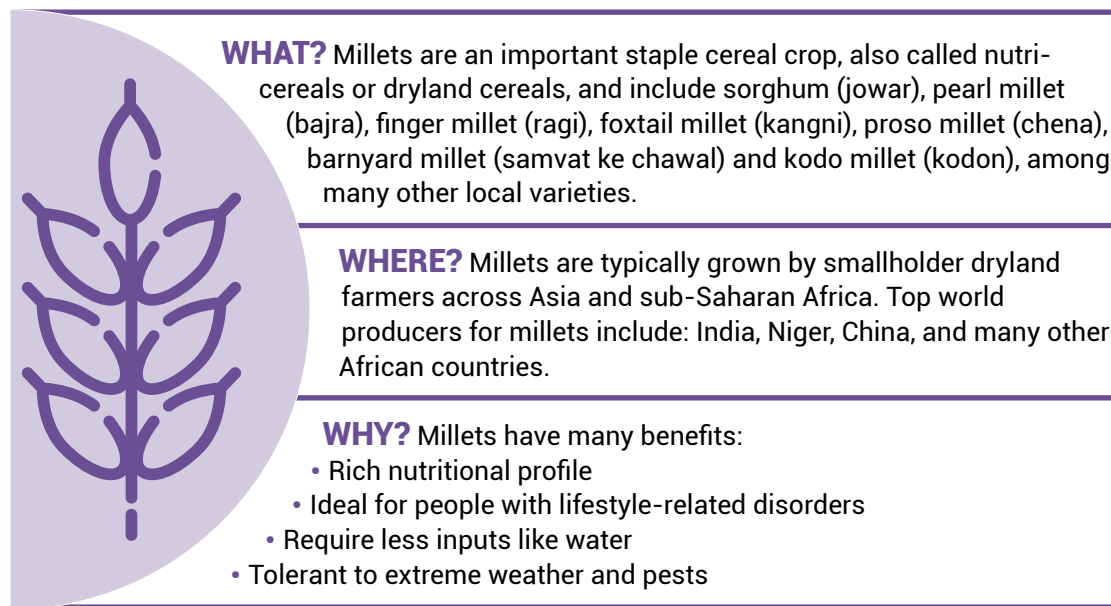 WHAT? Millets are an important staple cereal crop, also called nutri-
cereals or dryland cereals, and include sorghum (jowar), pearl millet
(bajra), finger millet (ragi), foxtail millet (kangni), proso millet (chena),
barnyard millet (samvat ke chawal) and kodo millet (kodon), among
many other local varieties.
WHERE? Millets are typically grown by smallholder dryland
farmers across Asia and sub-Saharan Africa. Top world
producers for millets include: India, Niger, China, and many other
African countries.
WHY? Millets have many benefits:
• Rich nutritional profile
• Ideal for people with lifestyle-related disorders
• Require less inputs like water
• Tolerant to extreme weather and pests